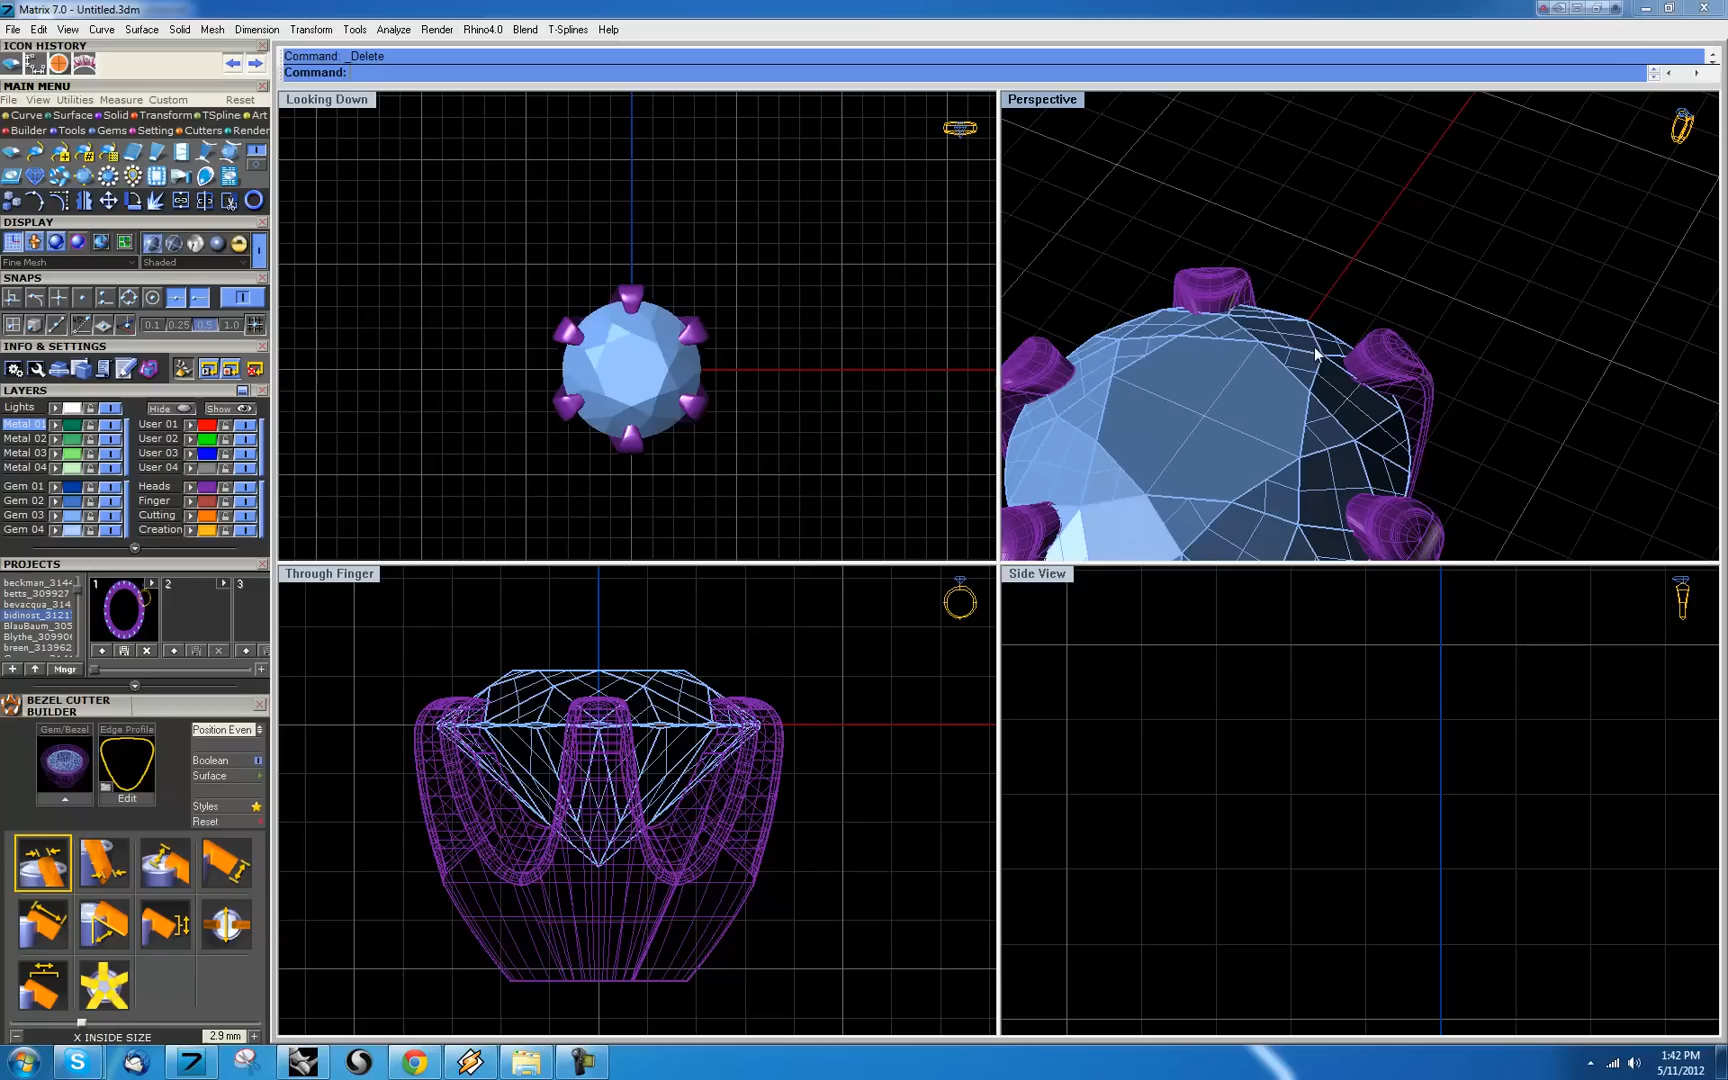 Matrix 7.0 - Untitled.3dm
File Edit View Curve Surface Solid Mesh Dimension Transform Tools Analyze Render Rhino4.0 Blend T-Splines Help
ICON HISTORY
Command: _Delete
Command:
MAIN MENU
File View Utilities Measure Custom Reset
Curve Surface Solid Transform TSpline Art
Builder Tools Gems Setting Cutters Render
DISPLAY
Fine Mesh Shaded
SNAPS
0.1 0.25 0.5 1.0
INFO & SETTINGS
LAYERS
Lights Hide Show
Metal 01 User 01
Metal 02 User 02
Metal 03 User 03
Metal 04 User 04
Gem 01 Heads
Gem 02 Finger
Gem 03 Cutting
Gem 04 Creation
PROJECTS
beckman_3144
betts_309927
bevacqua_314
bidinost_3121
BlauBaum_305
Blythe_309906
breen_313962
1 2 3
Mngr
BEZEL CUTTER
BUILDER
Gem/Bezel Edge Profile Position Even
Boolean
Surface
Edit
Styles
Reset
X INSIDE SIZE 2.9 mm
Looking Down
Perspective
Through Finger
Side View
1:42 PM
5/11/2012